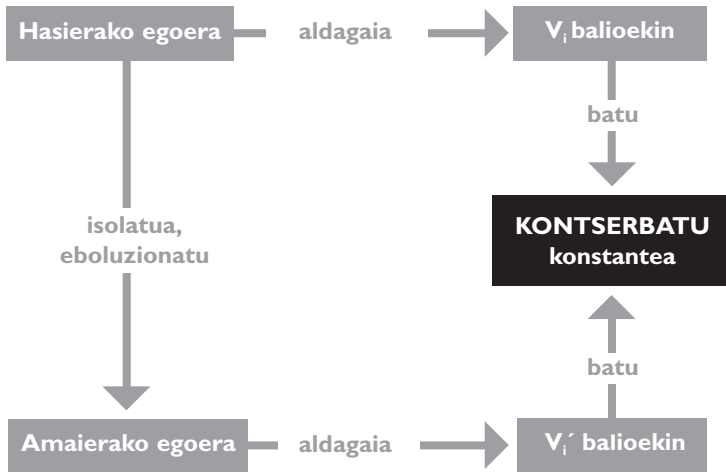 Hasierako egoera
aldagaia
Vi balioekin
batu
isolatua,
eboluzionatu
KONTSERBATU
konstantea
batu
Amaierako egoera
aldagaia
Vi´ balioekin